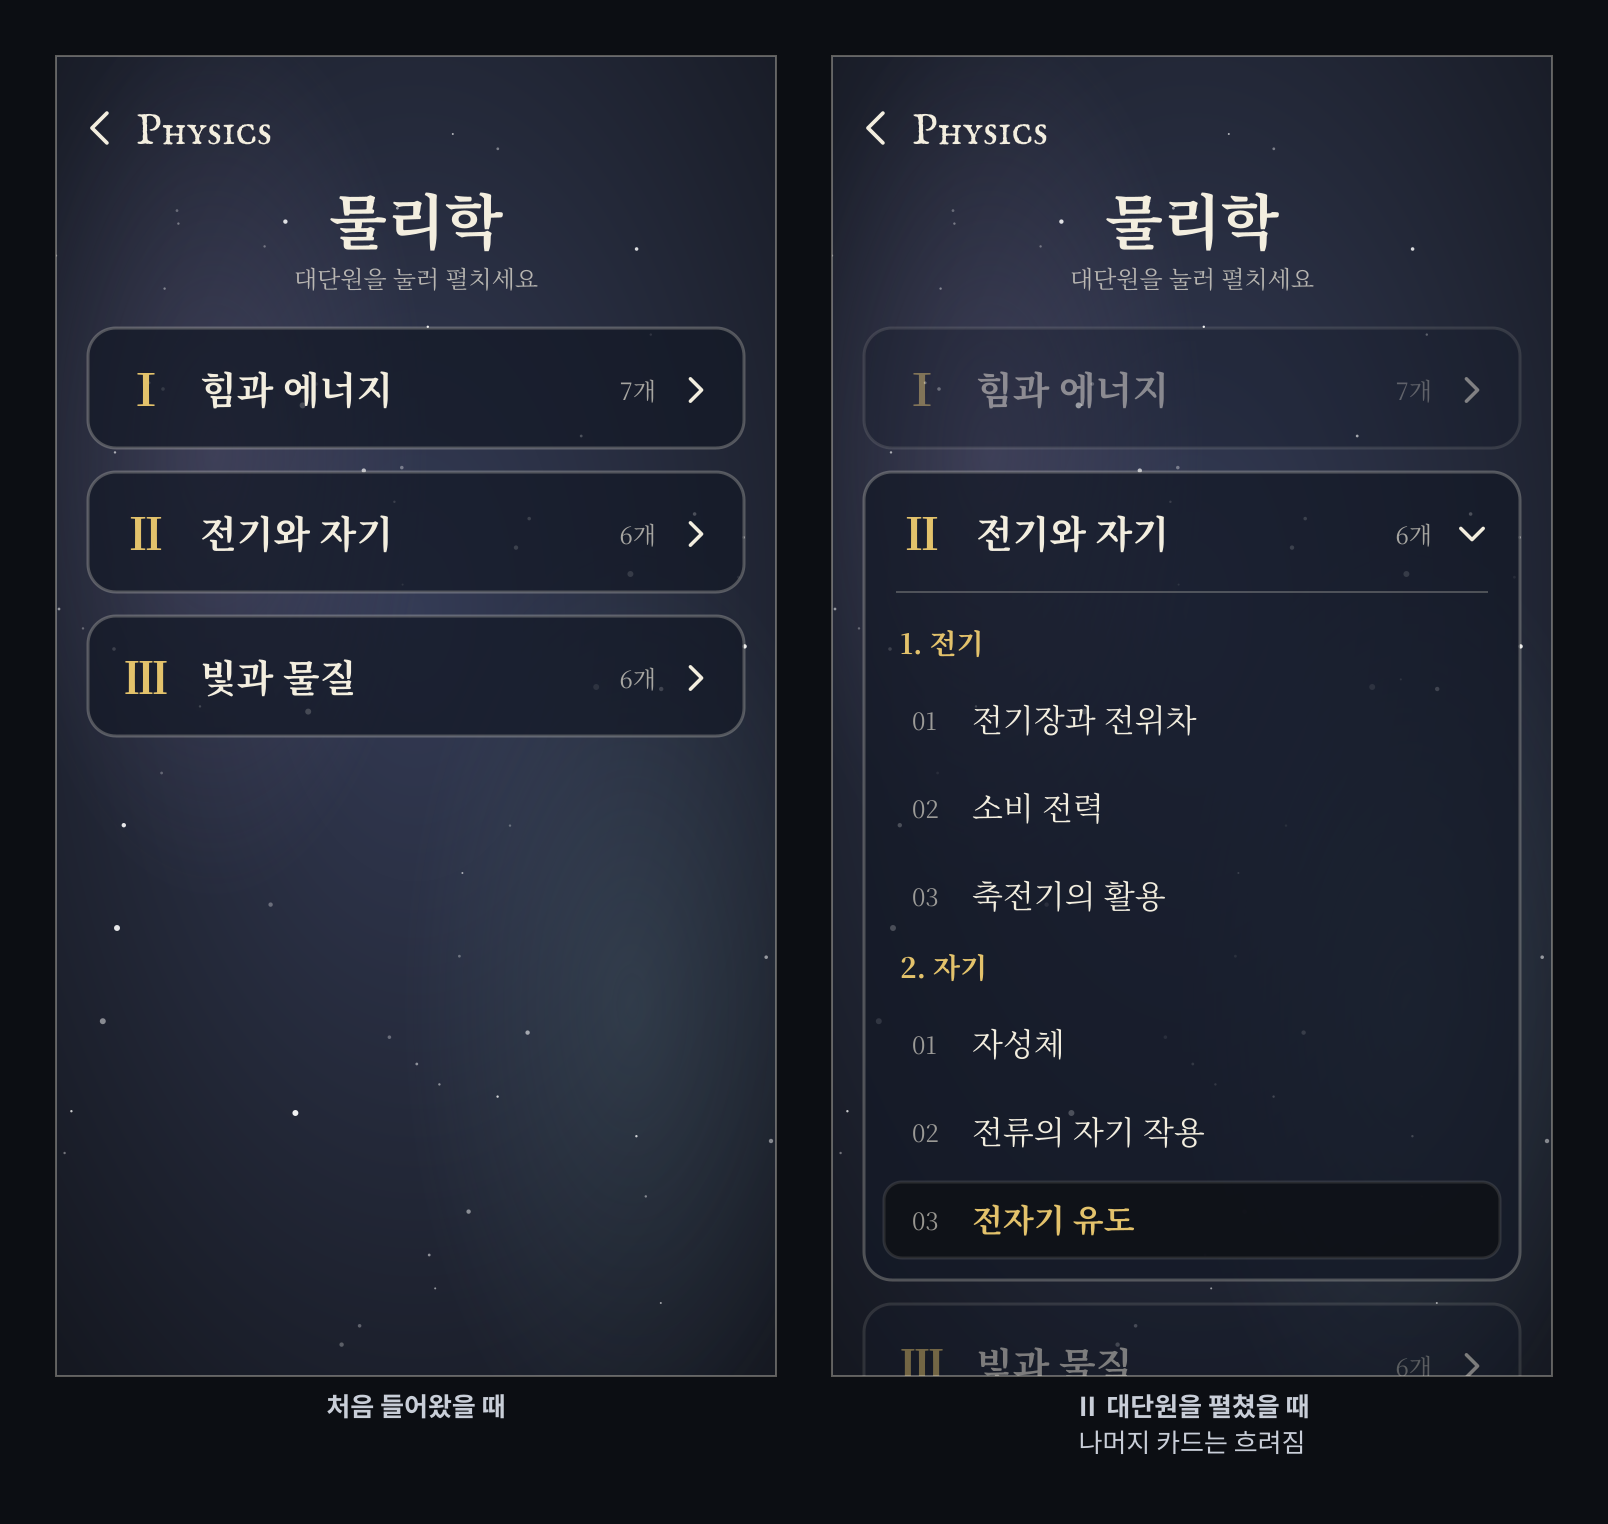 Physics
물리학
대단원을 눌러 펼치세요
I 힘과 에너지 7개
II 전기와 자기 6개
III 빛과 물질 6개
처음 들어왔을 때
Physics
물리학
대단원을 눌러 펼치세요
I 힘과 에너지 7개
II 전기와 자기 6개
1. 전기
01 전기장과 전위차
02 소비 전력
03 축전기의 활용
2. 자기
01 자성체
02 전류의 자기 작용
03 전자기 유도
III 빛과 물질 6개
II 대단원을 펼쳤을 때
나머지 카드는 흐려짐